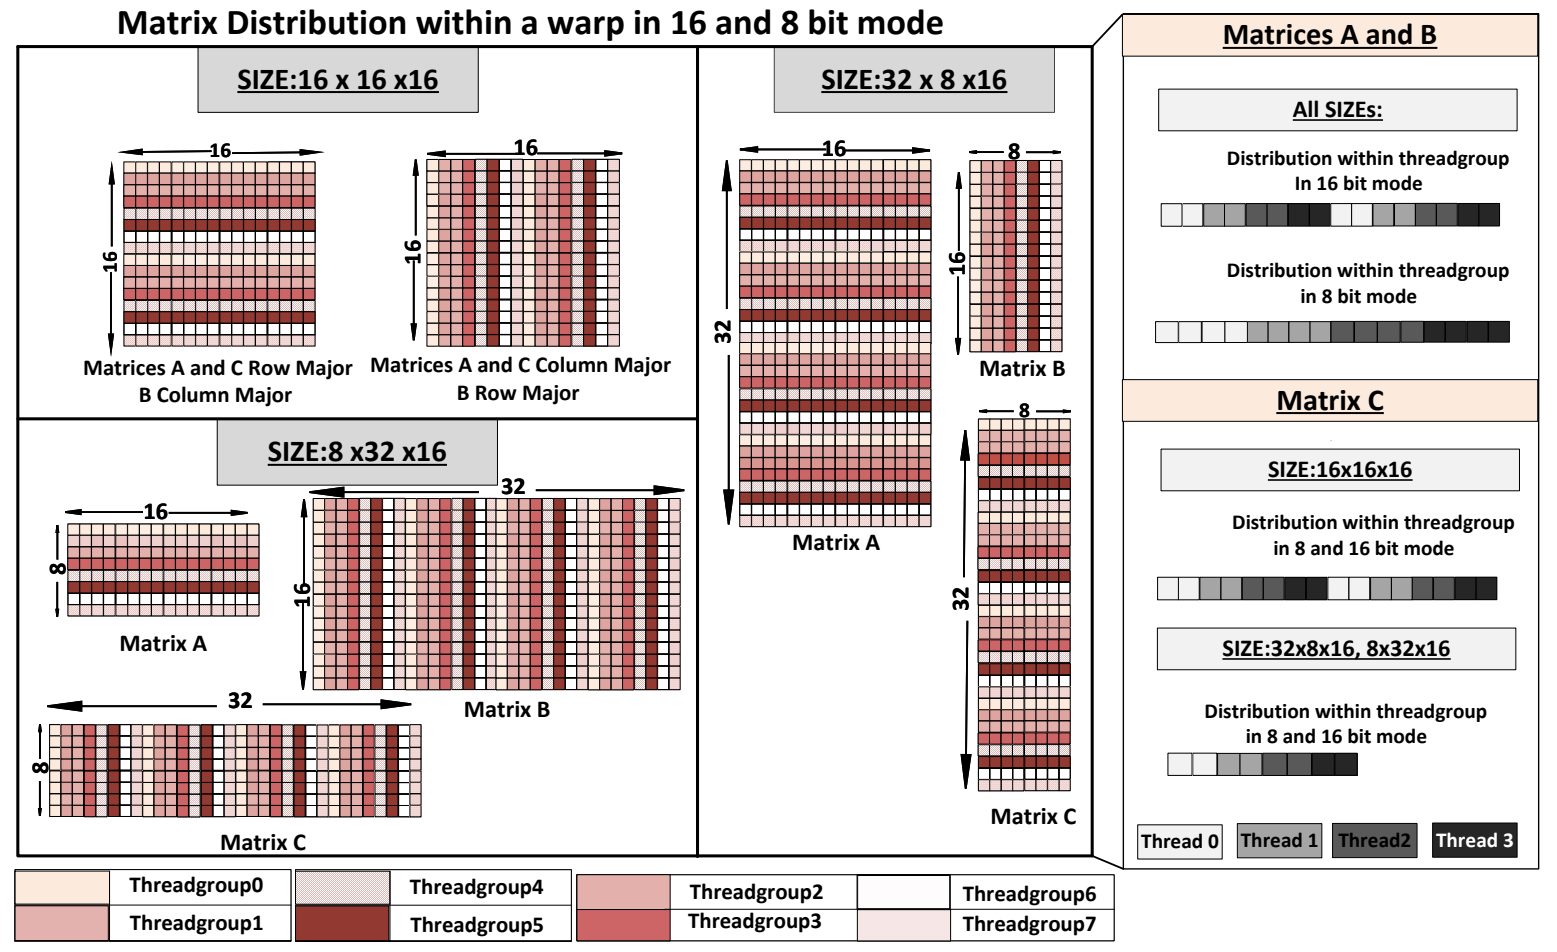 Matrix Distribution within a warp in 16 and 8 bit mode
SIZE:16 x 16 x16
16
16
Matrices A and C Row Major
B Column Major
16
16
Matrices A and C Column Major
B Row Major
SIZE:8 x32 x16
16
8
Matrix A
32
16
Matrix B
32
8
Matrix C
SIZE:32 x 8 x16
16
32
Matrix A
8
16
Matrix B
8
32
Matrix C
Matrices A and B
All SIZEs:
Distribution within threadgroup
In 16 bit mode
Distribution within threadgroup
in 8 bit mode
Matrix C
SIZE:16x16x16
Distribution within threadgroup
in 8 and 16 bit mode
SIZE:32x8x16, 8x32x16
Distribution within threadgroup
in 8 and 16 bit mode
Thread 0
Thread 1
Thread2
Thread 3
Threadgroup0
Threadgroup1
Threadgroup4
Threadgroup5
Threadgroup2
Threadgroup3
Threadgroup6
Threadgroup7